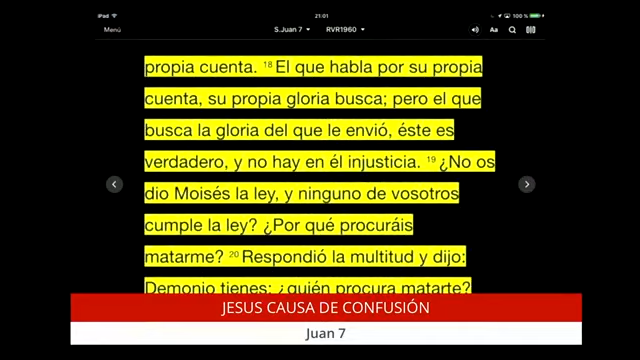 iPad
21:01
100 %
Menú
S.Juan 7
RVR1960
Aa
propia cuenta. 18 El que habla por su propia
cuenta, su propia gloria busca; pero el que
busca la gloria del que le envió, éste es
verdadero, y no hay en él injusticia. 19 ¿No os
dio Moisés la ley, y ninguno de vosotros
cumple la ley? ¿Por qué procuráis
matarme? 20 Respondió la multitud y dijo:
Demonio tienes; ¿quién procura matarte?
JESUS CAUSA DE CONFUSIÓN
Juan 7